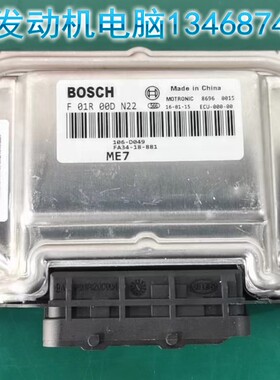 发动机电脑1346874
BOSCH
Made in China
F 01R 00D N22
MOTRONIC 8696 0015
16-01-15 ECU-000-00
106-D049
FA34-18-881
ME7